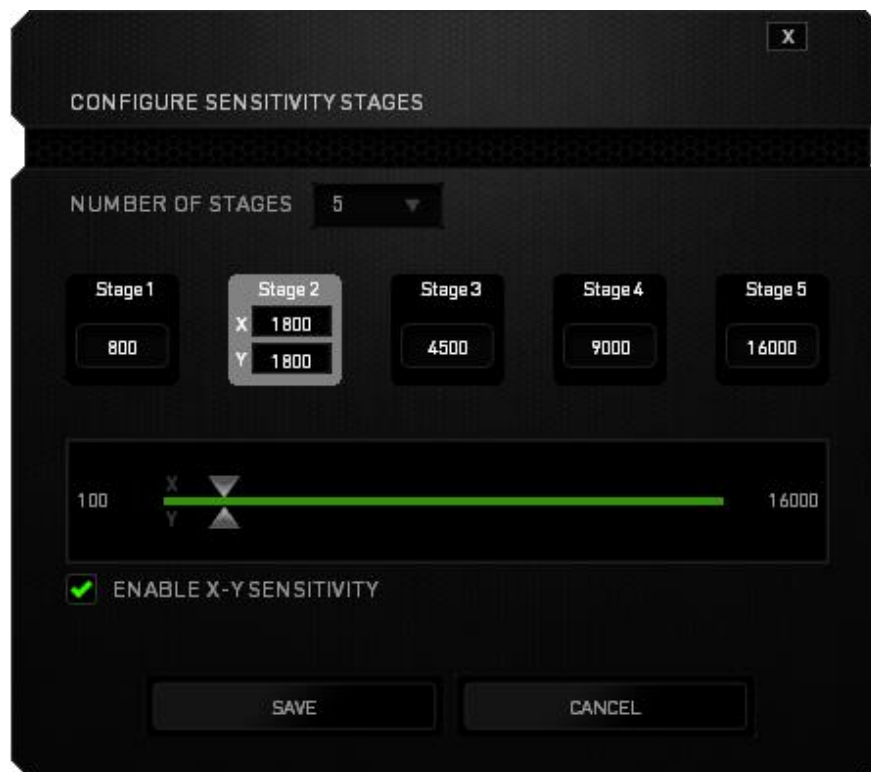 X
CONFIGURE SENSITIVITY STAGES
NUMBER OF STAGES 5
Stage 1 Stage 2 Stage 3 Stage 4 Stage 5
X 1800
800 4500 9000 16000
Y 1800
X
100 16000
Y
ENABLE X-Y SENSITIVITY
SAVE CANCEL